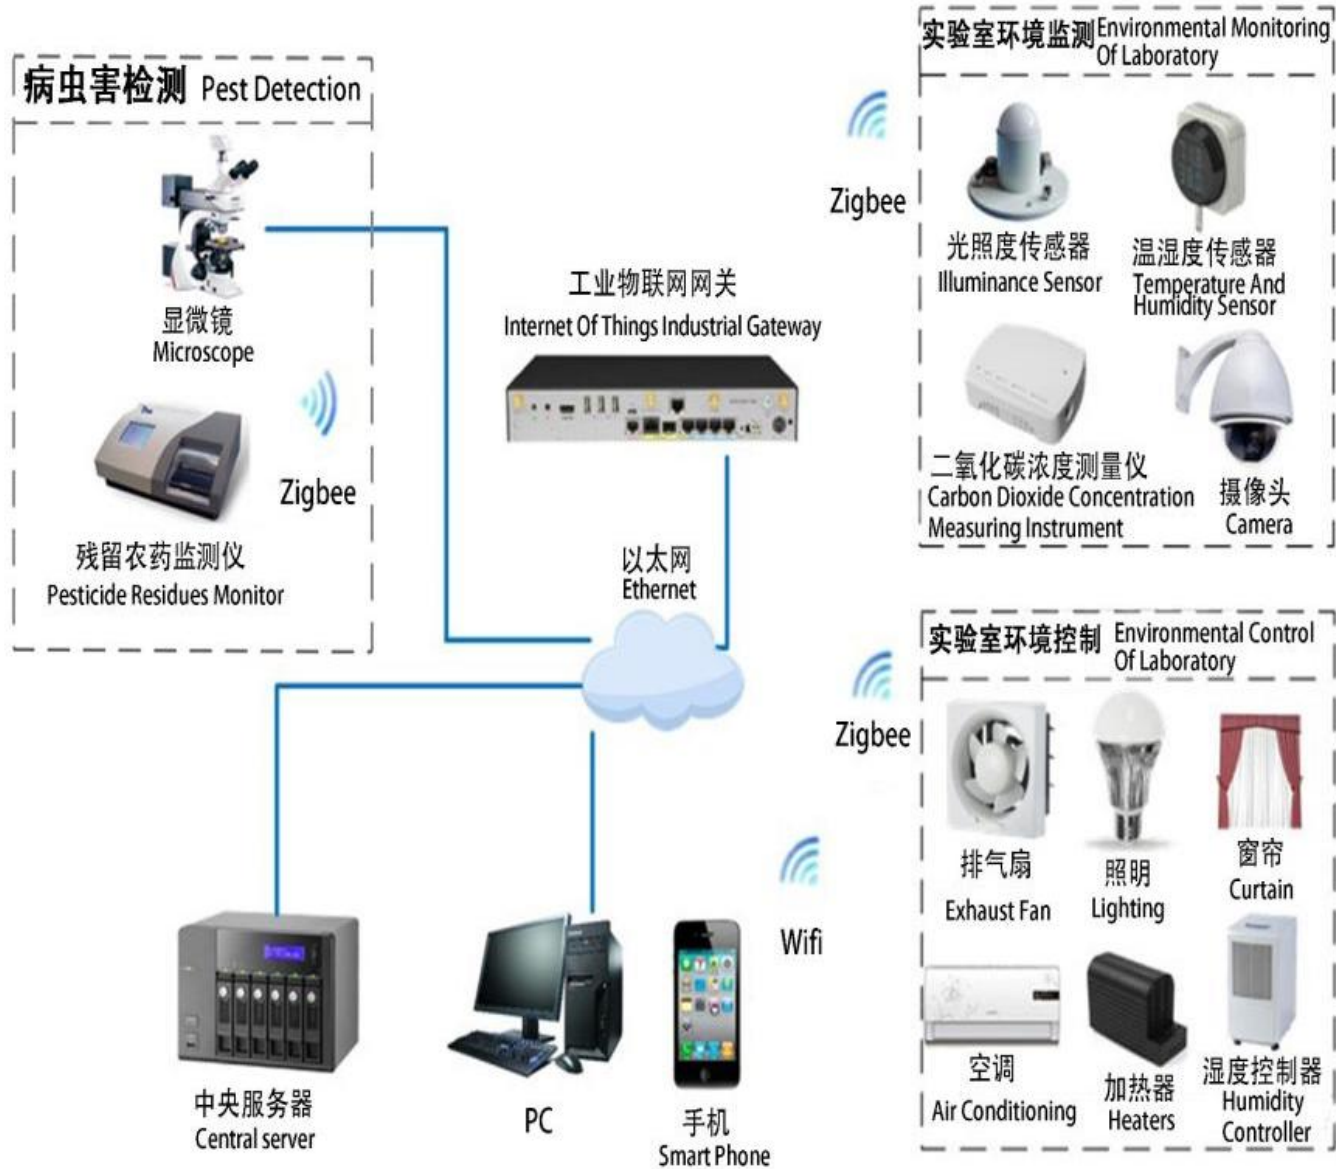 病虫害检测 Pest Detection
显微镜
Microscope
Zigbee
残留农药监测仪
Pesticide Residues Monitor
工业物联网网关
Internet Of Things Industrial Gateway
以太网
Ethernet
Zigbee
实验室环境监测 Environmental Monitoring
Of Laboratory
光照度传感器
Illuminance Sensor
温湿度传感器
Temperature And
Humidity Sensor
二氧化碳浓度测量仪
Carbon Dioxide Concentration
Measuring Instrument
摄像头
Camera
Zigbee
实验室环境控制 Environmental Control
Of Laboratory
排气扇
Exhaust Fan
照明
Lighting
窗帘
Curtain
空调
Air Conditioning
加热器
Heaters
湿度控制器
Humidity
Controller
Wifi
中央服务器
Central server
PC
手机
Smart Phone